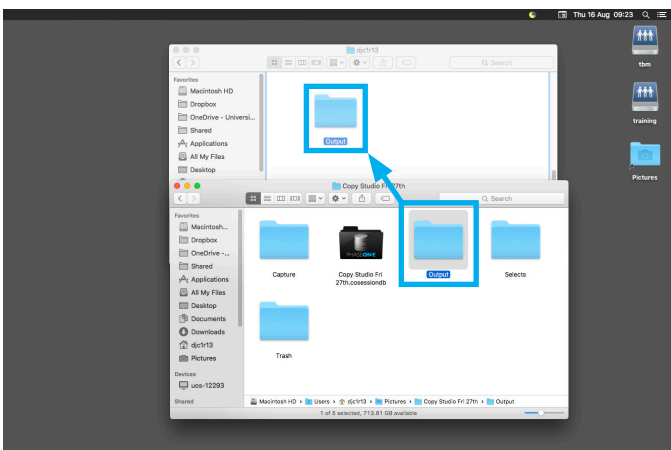 Thu 16 Aug 09:23
tbm
training
Pictures
djc1r13
Search
Favorites
Macintosh HD
Dropbox
OneDrive - Universi...
Shared
Applications
All My Files
Desktop
Output
Copy Studio Fri 27th
Search
Favorites
Macintosh...
Dropbox
OneDrive -...
Shared
Applications
All My Files
Desktop
Documents
Downloads
djc1r13
Pictures
Devices
uos-12293
Shared
Capture
PHASEONE
Copy Studio Fri
27th.cosessiondb
Output
Selects
Trash
Macintosh HD › Users › djc1r13 › Pictures › Copy Studio Fri 27th › Output
1 of 5 selected, 713.81 GB available